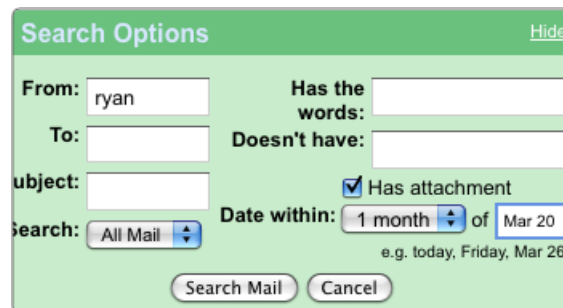 Search Options Hide
From: ryan Has the words:
To: Doesn't have:
ubject: Has attachment
Search: All Mail Date within: 1 month of Mar 20
e.g. today, Friday, Mar 26
Search Mail Cancel